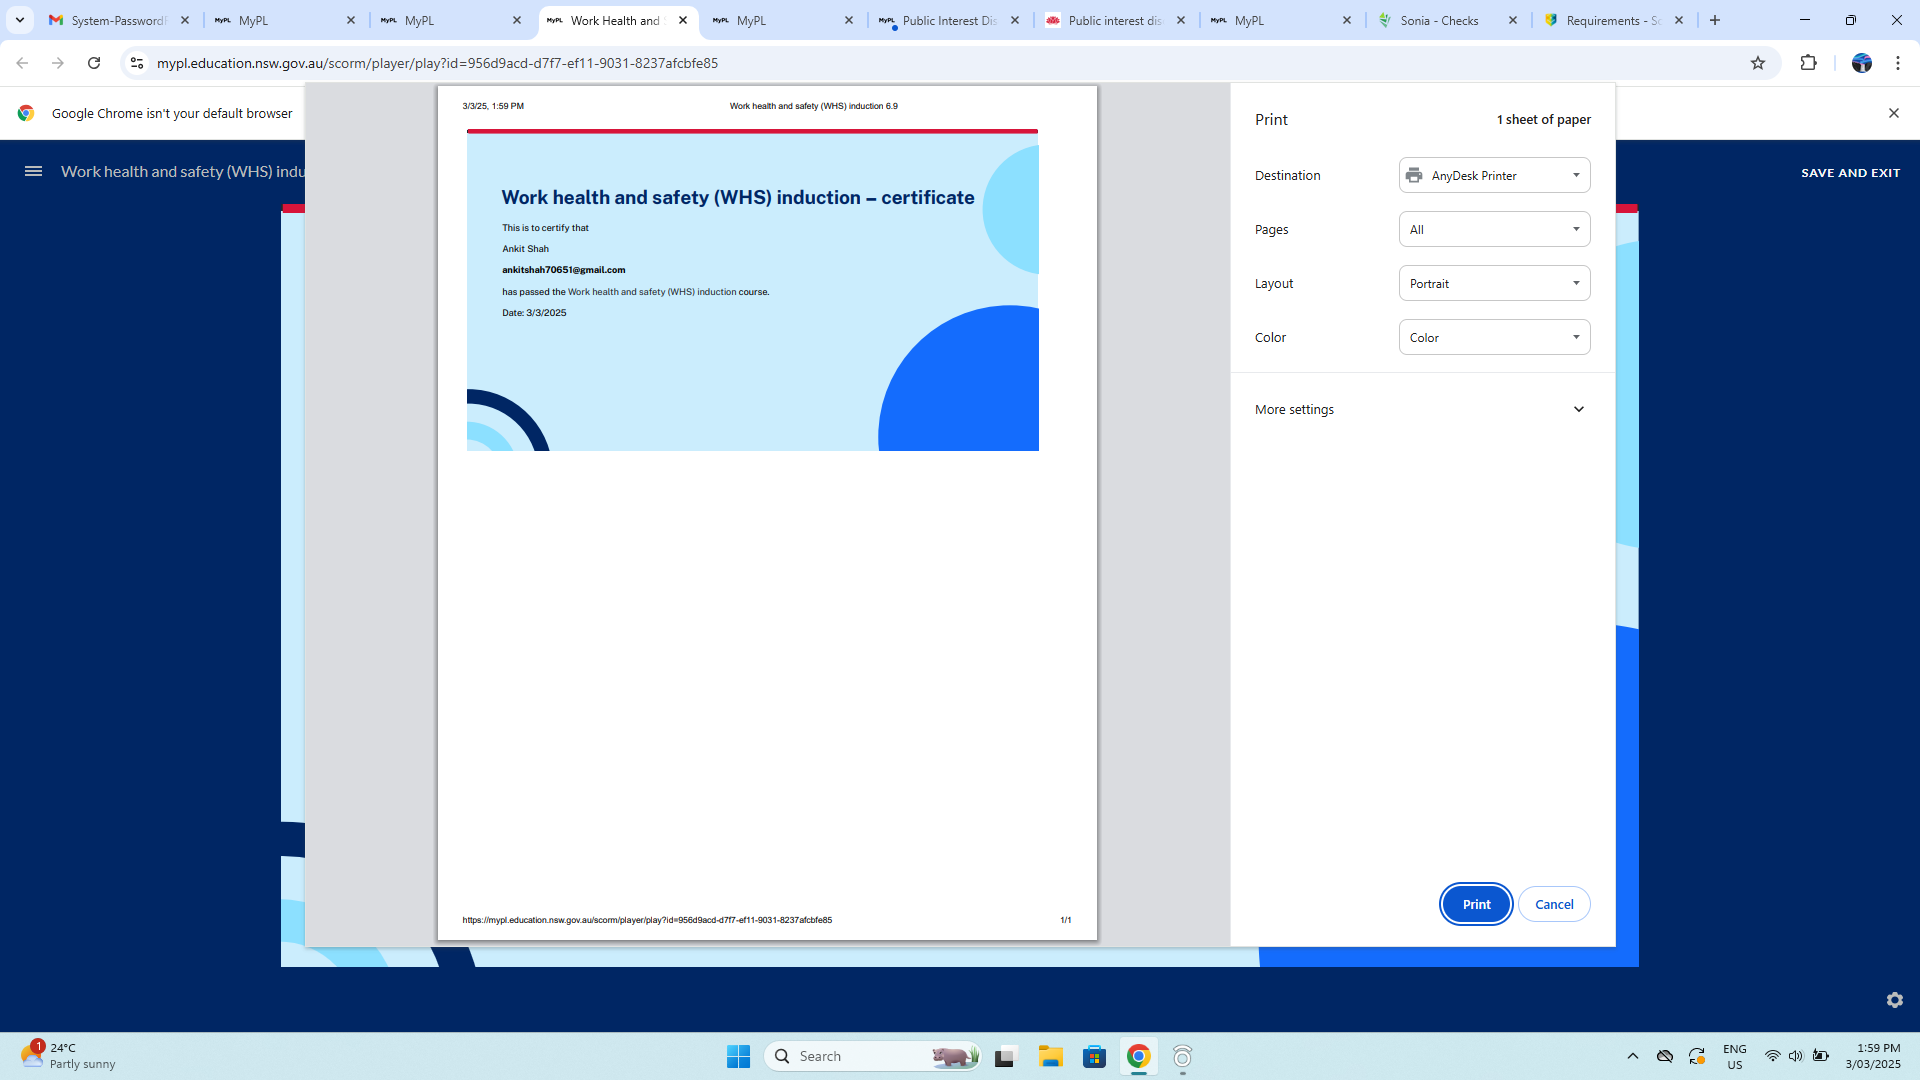 System-PasswordF
MyPL
MyPL
Work Health and S
MyPL
Public Interest Dis
Public interest dis
MyPL
Sonia - Checks
Requirements - So
mypl.education.nsw.gov.au/scorm/player/play?id=956d9acd-d7f7-ef11-9031-8237afcbfe85
Google Chrome isn't your default browser
Work health and safety (WHS) indu
SAVE AND EXIT
3/3/25, 1:59 PM
Work health and safety (WHS) induction 6.9
Work health and safety (WHS) induction – certificate
This is to certify that
Ankit Shah
ankitshah70651@gmail.com
has passed the Work health and safety (WHS) induction course.
Date: 3/3/2025
https://mypl.education.nsw.gov.au/scorm/player/play?id=956d9acd-d7f7-ef11-9031-8237afcbfe85
1/1
Print
1 sheet of paper
Destination
AnyDesk Printer
Pages
All
Layout
Portrait
Color
Color
More settings
Print
Cancel
1
24°C
Partly sunny
Search
ENG
US
1:59 PM
3/03/2025